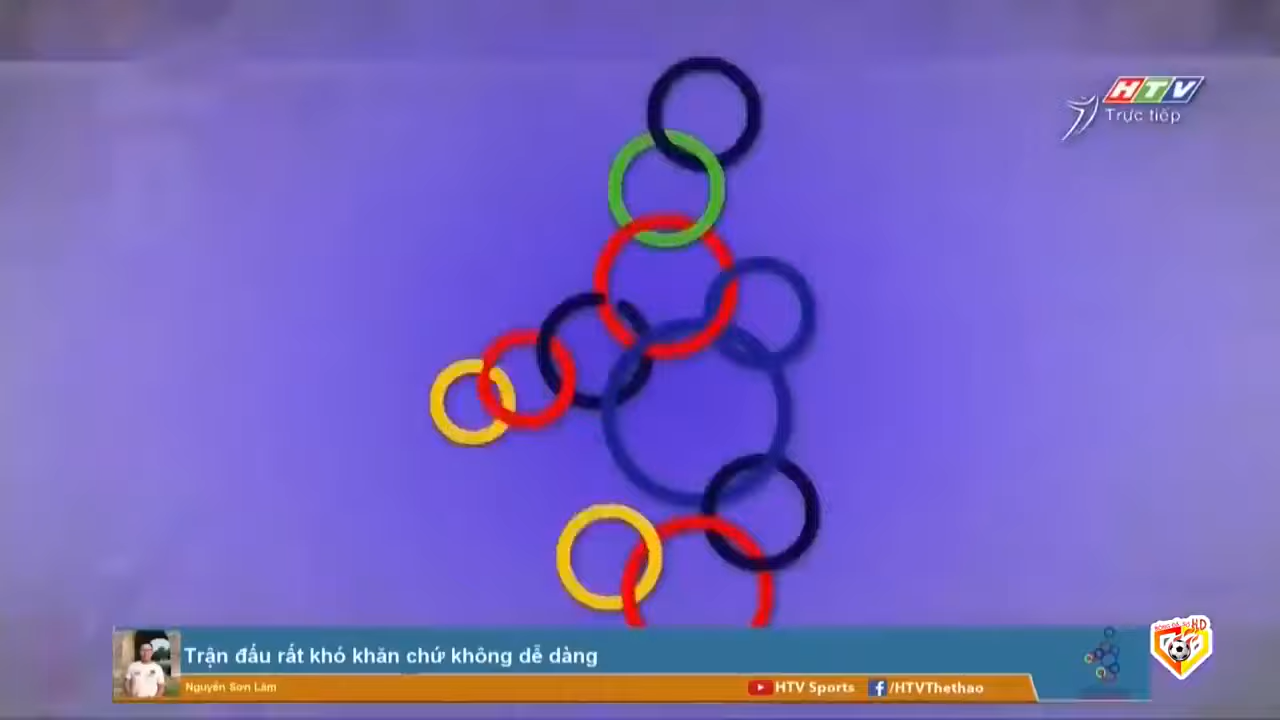 HTV
Trực tiếp
Trận đấu rất khó khăn chứ không dễ dàng
Nguyễn Sơn Lâm
HTV Sports
/HTVThethao
HD